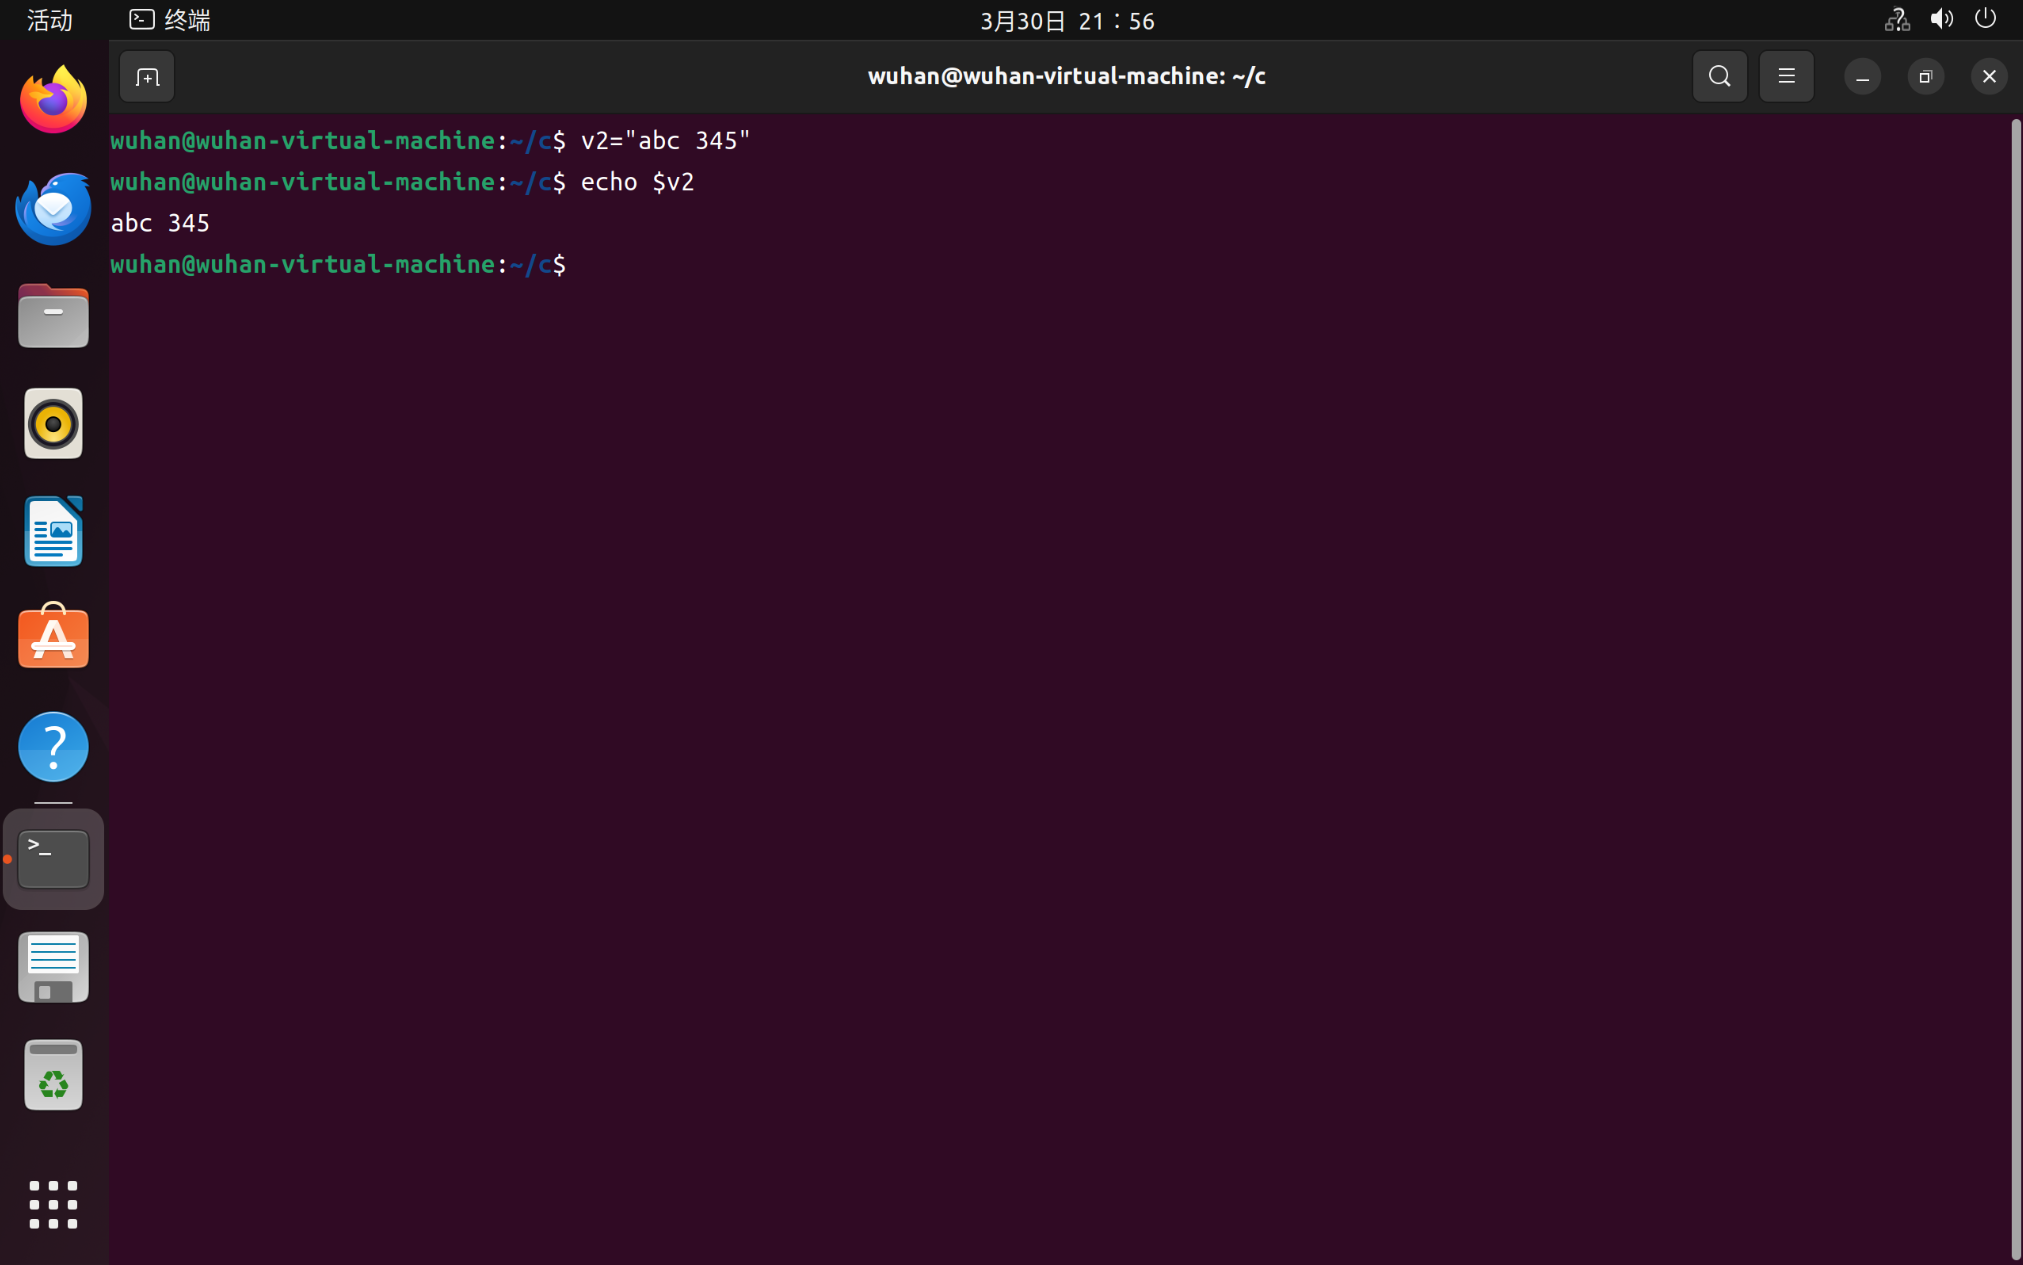 活动 终端 3月30日 21：56
wuhan@wuhan-virtual-machine: ~/c
wuhan@wuhan-virtual-machine:~/c$ v2="abc 345"
wuhan@wuhan-virtual-machine:~/c$ echo $v2
abc 345
wuhan@wuhan-virtual-machine:~/c$